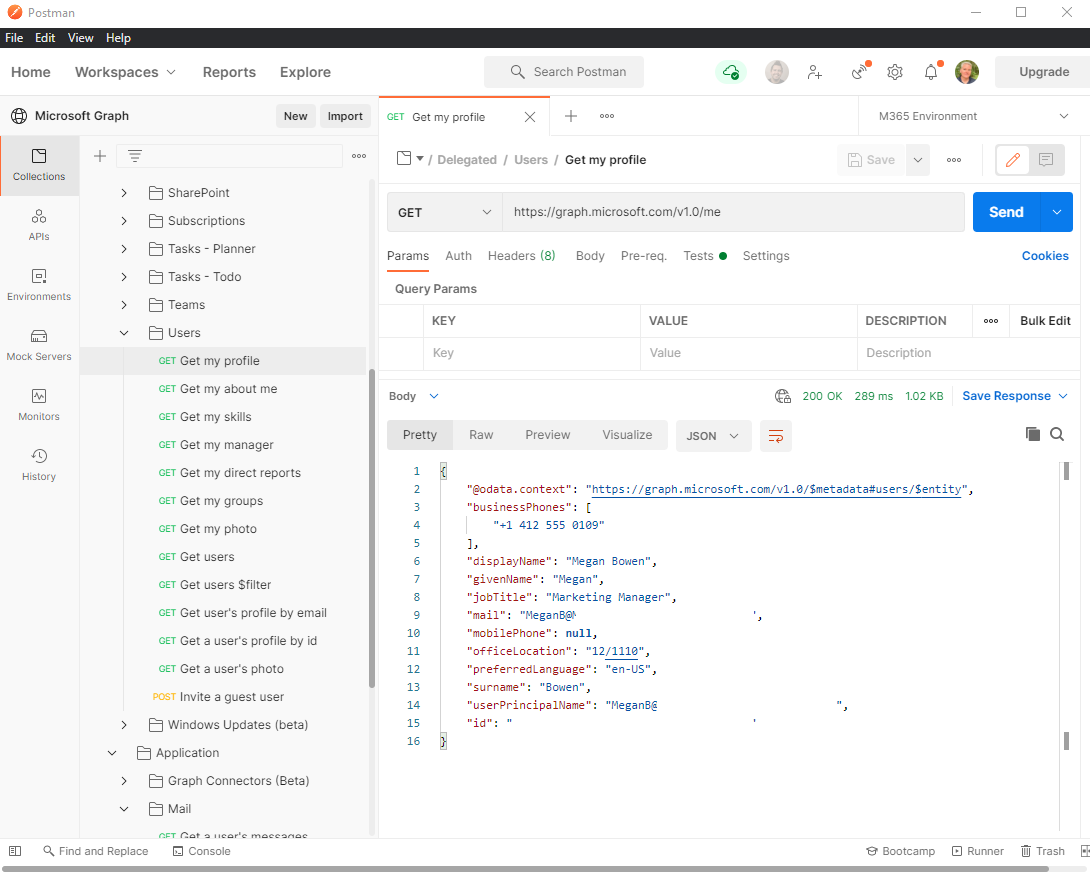 Postman
File Edit View Help
Home Workspaces Reports Explore Search Postman Upgrade
Microsoft Graph New Import
GET Get my profile M365 Environment
Collections
APIs
Environments
Mock Servers
Monitors
History
SharePoint
Subscriptions
Tasks - Planner
Tasks - Todo
Teams
Users
GET Get my profile
GET Get my about me
GET Get my skills
GET Get my manager
GET Get my direct reports
GET Get my groups
GET Get my photo
GET Get users
GET Get users $filter
GET Get user's profile by email
GET Get a user's profile by id
GET Get a user's photo
POST Invite a guest user
Windows Updates (beta)
Application
Graph Connectors (Beta)
Mail
GET Get a user's messages
/ Delegated / Users / Get my profile Save
GET https://graph.microsoft.com/v1.0/me Send
Params Auth Headers (8) Body Pre-req. Tests Settings Cookies
Query Params
KEY VALUE DESCRIPTION Bulk Edit
Key Value Description
Body 200 OK 289 ms 1.02 KB Save Response
Pretty Raw Preview Visualize JSON
1 {
2 "@odata.context": "https://graph.microsoft.com/v1.0/$metadata#users/$entity",
3 "businessPhones": [
4 "+1 412 555 0109"
5 ],
6 "displayName": "Megan Bowen",
7 "givenName": "Megan",
8 "jobTitle": "Marketing Manager",
9 "mail": "MeganB@ ',
10 "mobilePhone": null,
11 "officeLocation": "12/1110",
12 "preferredLanguage": "en-US",
13 "surname": "Bowen",
14 "userPrincipalName": "MeganB@ ",
15 "id": " '
16 }
Find and Replace Console Bootcamp Runner Trash